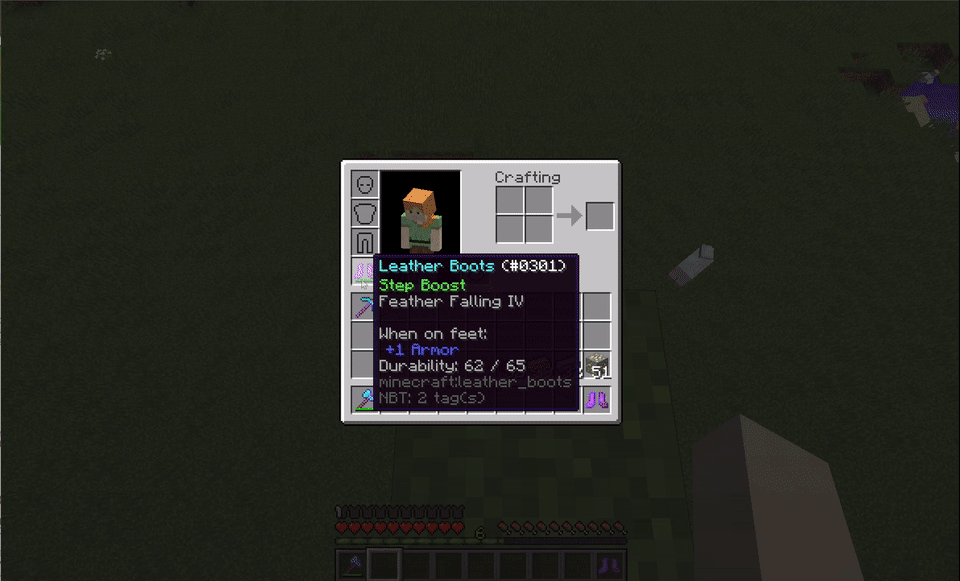 Crafting
Leather Boots (#0301)
Step Boost
Feather Falling IV
When on feet:
+1 Armor
Durability: 62 / 65
minecraft:leather_boots
NBT: 2 tag(s)
51
6